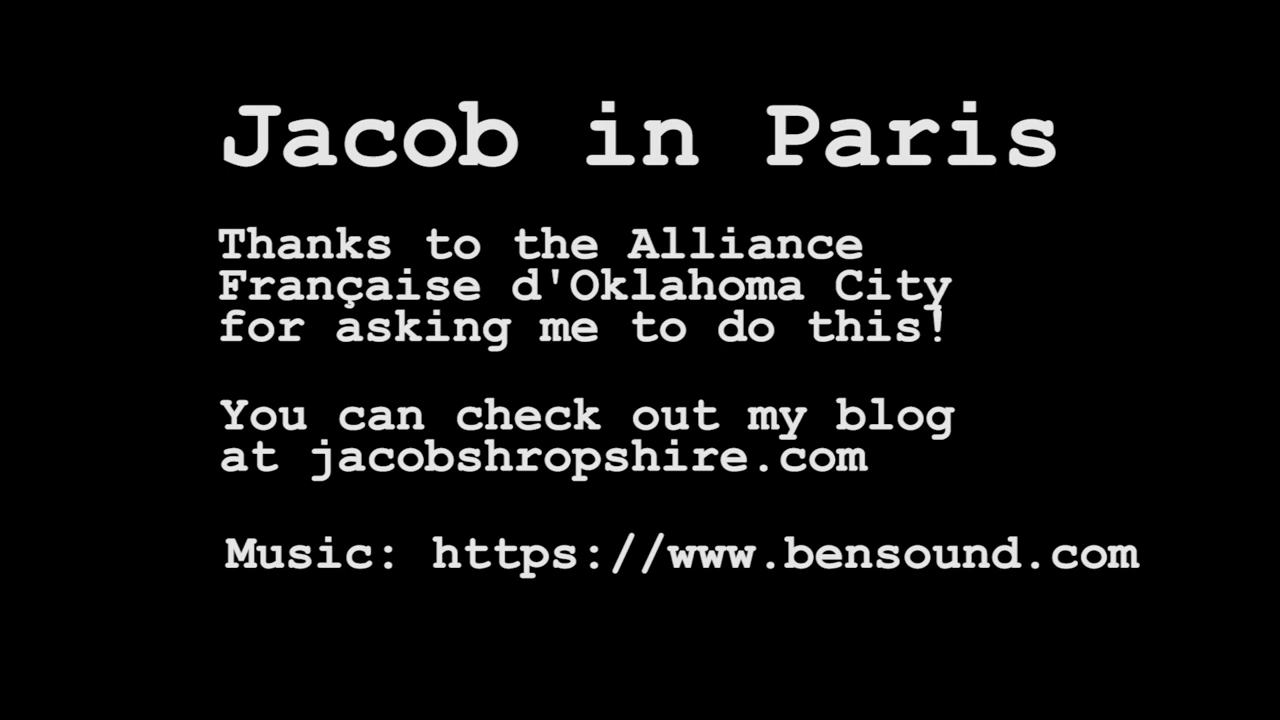 Jacob in Paris
Thanks to the Alliance
Française d'Oklahoma City
for asking me to do this!
You can check out my blog
at jacobshropshire.com
Music: https://www.bensound.com